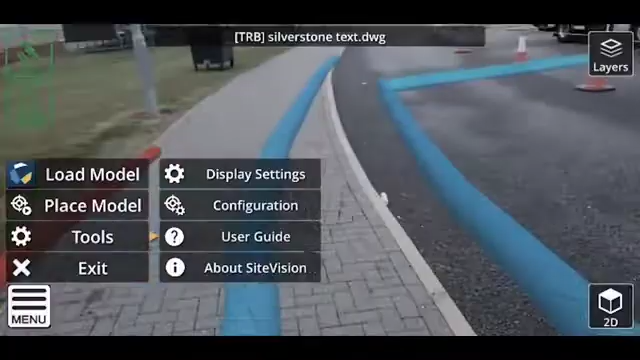 [TRB] silverstone text.dwg
Layers
Load Model
Display Settings
Place Model
Configuration
Tools
User Guide
Exit
About SiteVision
MENU
2D